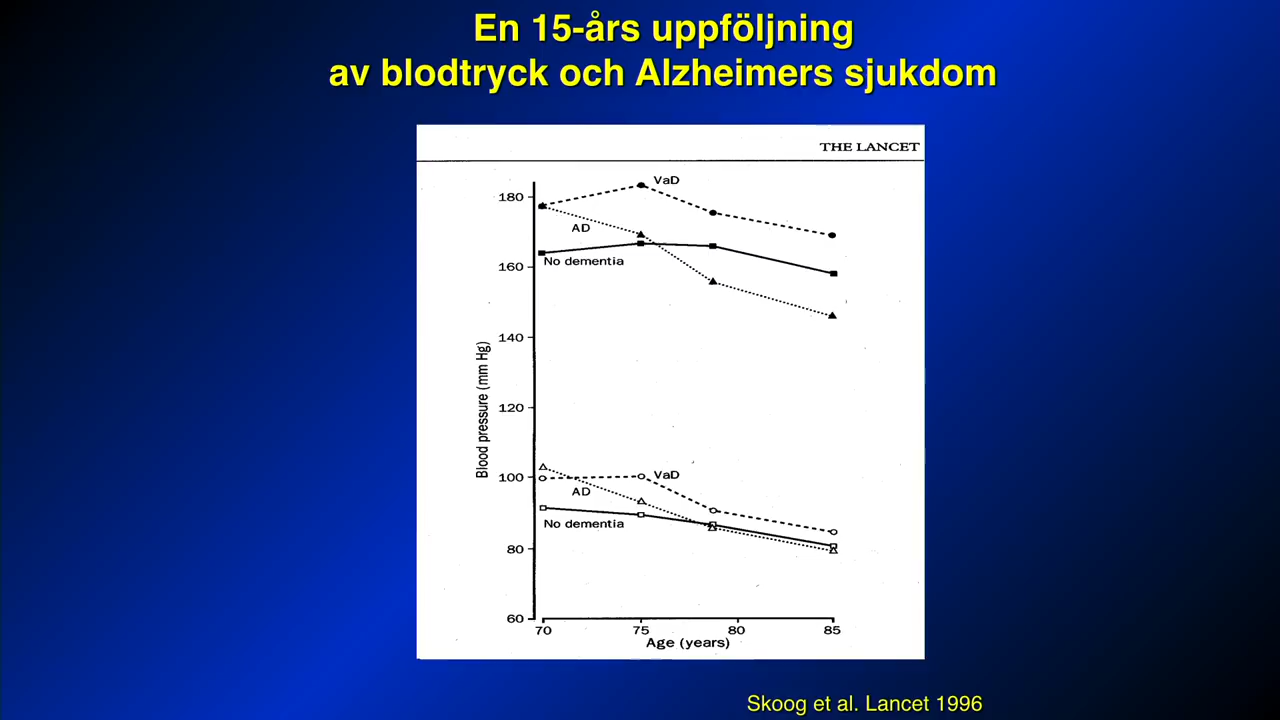 En 15-års uppföljning
av blodtryck och Alzheimers sjukdom
THE LANCET
VaD
180
AD
No dementia
160
140
120
Blood pressure (mm Hg)
100
VaD
AD
No dementia
80
60
70 75 80 85
Age (years)
Skoog et al. Lancet 1996